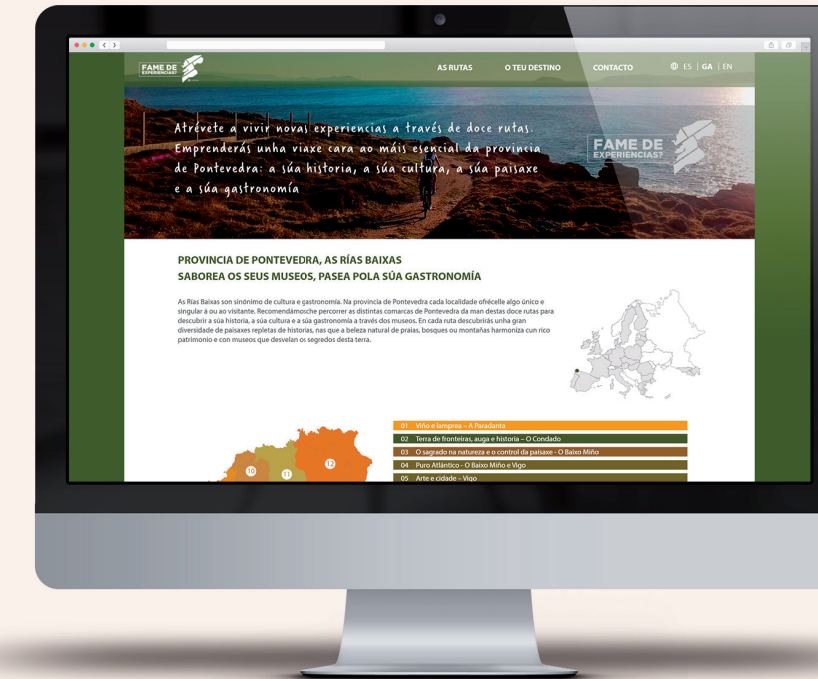 FAME DE
EXPERIENCIAS?
AS RUTAS
O TEU DESTINO
CONTACTO
ES | GA | EN
Atrévete a vivir novas experiencias a través de doce rutas.
Emprenderás unha viaxe cara ao máis esencial da provincia
de Pontevedra: a súa historia, a súa cultura, a súa paisaxe
e a súa gastronomía
FAME DE
EXPERIENCIAS?
PROVINCIA DE PONTEVEDRA, AS RÍAS BAIXAS
SABOREA OS SEUS MUSEOS, PASEA POLA SÚA GASTRONOMÍA
As Rías Baixas son sinónimo de cultura e gastronomía. Na provincia de Pontevedra cada localidade ofrécelle algo único e
singular á ou ao visitante. Recomendámosche percorrer as distintas comarcas de Pontevedra da man destas doce rutas para
descubrir a súa historia, a súa cultura e a súa gastronomía a través dos museos. En cada ruta descubrirás unha gran
diversidade de paisaxes repletas de historias, nas que a beleza natural de praias, bosques ou montañas harmoniza cun rico
patrimonio e con museos que desvelan os segredos desta terra.
01 Viño e lamprea – A Paradanta
02 Terra de fronteiras, auga e historia – O Condado
03 O sagrado na natureza e o control da paisaxe - O Baixo Miño
04 Puro Atlántico - O Baixo Miño e Vigo
05 Arte e cidade – Vigo
10
11
12